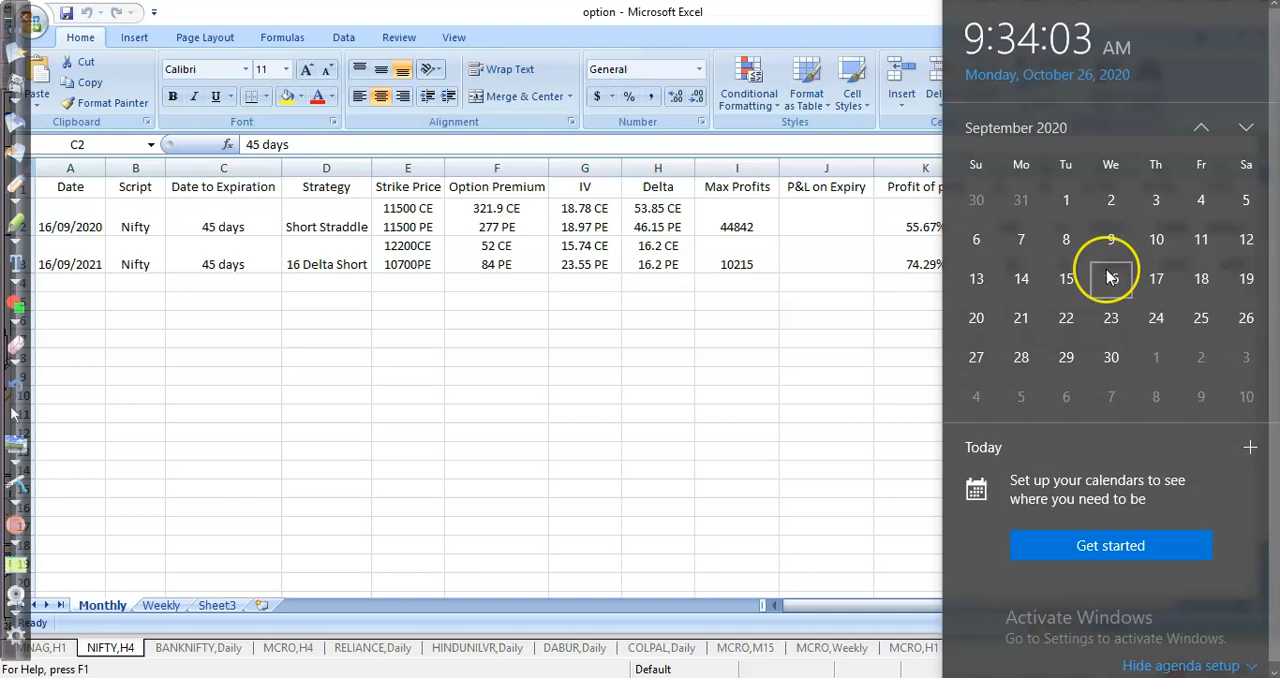 option - Microsoft Excel
Home Insert Page Layout Formulas Data Review View
Cut
Copy
Format Painter
Paste
Calibri 11
B I U
Wrap Text
Merge & Center
General
$ % ,
Conditional Formatting
Format as Table
Cell Styles
Insert
Clipboard Font Alignment Number Styles
C2 fx 45 days
A B C D E F G H I J K
Date Script Date to Expiration Strategy Strike Price Option Premium IV Delta Max Profits P&L on Expiry
11500 CE 321.9 CE 18.78 CE 53.85 CE
16/09/2020 Nifty 45 days Short Straddle 11500 PE 277 PE 18.97 PE 46.15 PE 44842
12200CE 52 CE 15.74 CE 16.2 CE
16/09/2021 Nifty 45 days 16 Delta Short 10700PE 84 PE 23.55 PE 16.2 PE 10215
Monthly Weekly Sheet3
Ready
NIFTY,H4 BANKNIFTY,Daily MCRO,H4 RELIANCE,Daily HINDUNILVR,Daily DABUR,Daily COLPAL,Daily MCRO,M15 MCRO,Weekly MCRO,H1
For Help, press F1 Default
9:34:03 AM
Monday, October 26, 2020
September 2020
Su Mo Tu We Th Fr Sa
30 31 1 2 3 4 5
6 7 8 9 10 11 12
13 14 15 16 17 18 19
20 21 22 23 24 25 26
27 28 29 30 1 2 3
4 5 6 7 8 9 10
Today
Set up your calendars to see
where you need to be
Get started
Activate Windows
Go to Settings to activate Windows.
Hide agenda setup